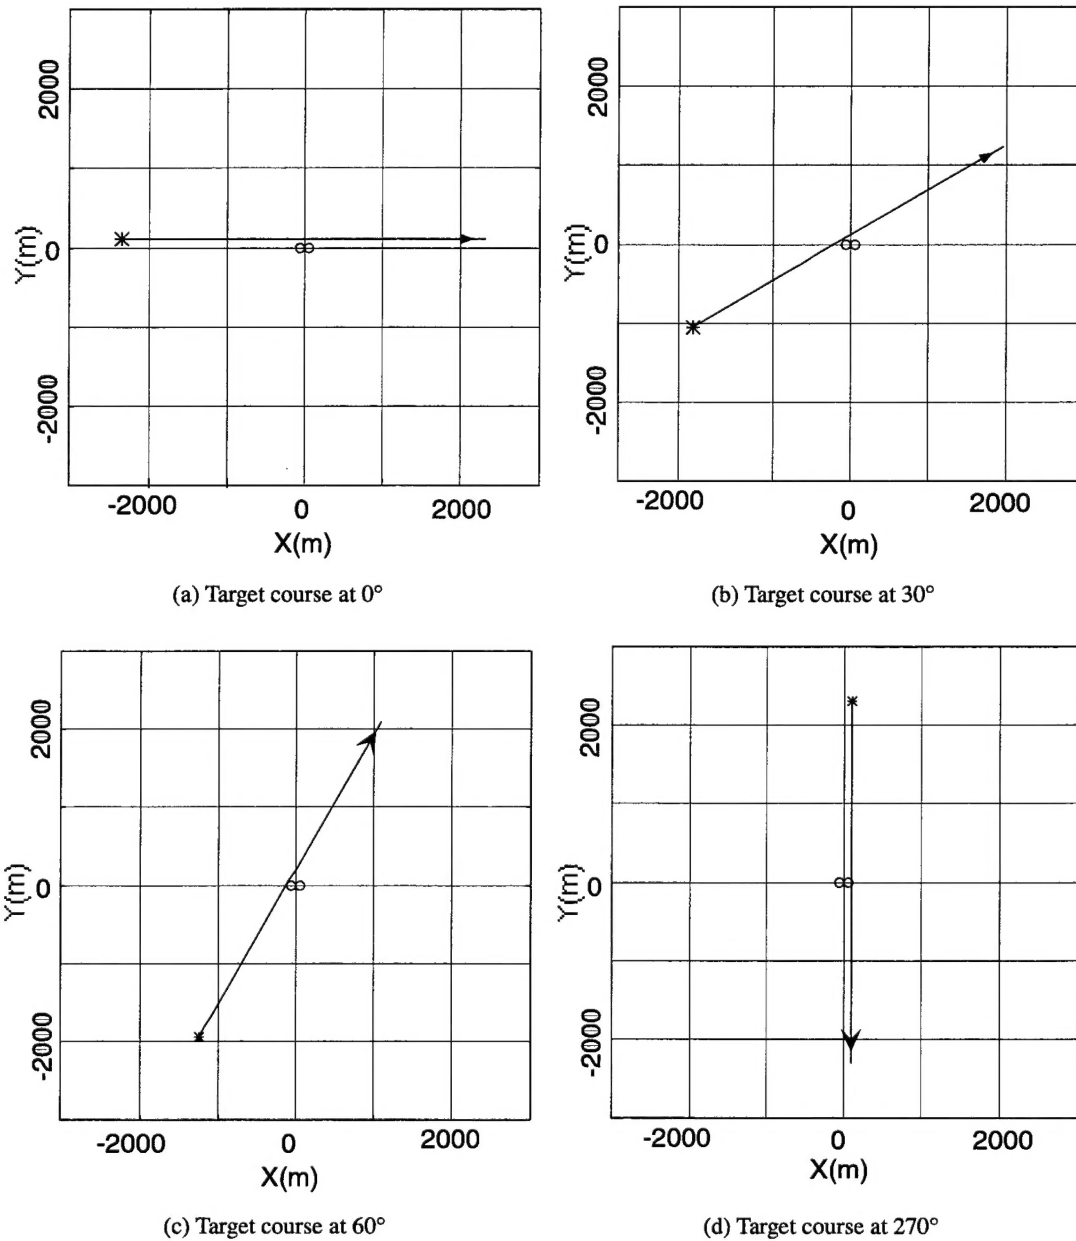 2000
0
-2000
Y(m)
-2000 0 2000
X(m)
(a) Target course at 0°
2000
0
-2000
Y(m)
-2000 0 2000
X(m)
(b) Target course at 30°
2000
0
-2000
Y(m)
-2000 0 2000
X(m)
(c) Target course at 60°
2000
0
-2000
Y(m)
-2000 0 2000
X(m)
(d) Target course at 270°